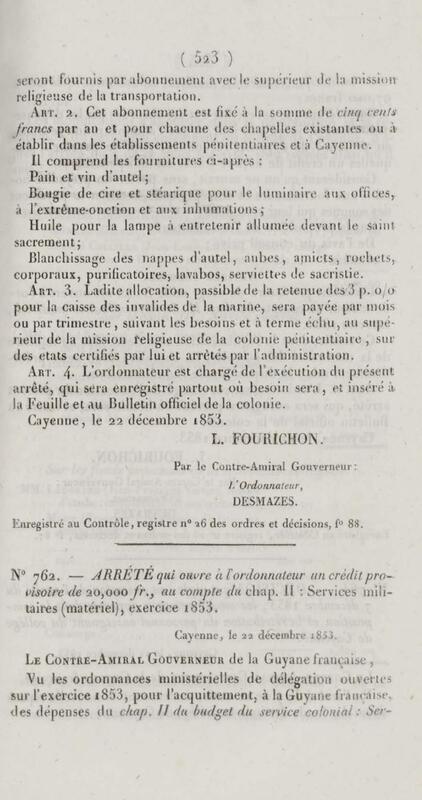 ( 523 )
seront fournis par abonnement avec le supérieur de la mission
religieuse de la transportation.
ART. 2. Cet abonnement est fixé à la somme de cinq cents
francs par an et pour chacune des chapelles existantes ou à
établir dans les établissements pénitentiaires et à Cayenne.
Il comprend les fournitures ci-après :
Pain et vin d'autel ;
Bougie de cire et stéarique pour le luminaire aux offices,
à l'extrême-onction et aux inhumations ;
Huile pour la lampe à entretenir allumée devant le saint
sacrement ;
Blanchissage des nappes d'autel, aubes, amicts, rochets,
corporaux, purificatoires, lavabos, serviettes de sacristie.
ART. 3. Ladite allocation, passible de la retenue des 3 p. o/o
pour la caisse des invalides de la marine, sera payée par mois
ou par trimestre , suivant les besoins et à terme échu, au supé-
rieur de la mission religieuse de la colonie pénitentiaire , sur
des etats certifiés par lui et arrêtés par l'administration.
ART. 4. L'ordonnateur est chargé de l'exécution du présent
arrêté, qui sera enregistré partout où besoin sera , et inséré à
la Feuille et au Bulletin officiel de la colonie.
Cayenne, le 22 décembre 1853.
L. FOURICHON.
Par le Contre-Amiral Gouverneur :
L'Ordonnateur,
DESMAZES.
Enregistré au Contrôle, registre n° 26 des ordres et décisions, f° 88.
N° 762. — ARRÊTÉ qui ouvre à l'ordonnateur un crédit pro-
visoire de 20,000 fr., au compte du chap. II : Services mili-
taires (matériel), exercice 1853.
Cayenne, le 22 décembre 1853.
LE CONTRE-AMIRAL GOUVERNEUR de la Guyane française ,
Vu les ordonnances ministérielles de délégation ouvertes
sur l'exercice 1853, pour l'acquittement, à la Guyane française,
des dépenses du chap. II du budget du service colonial : Ser-